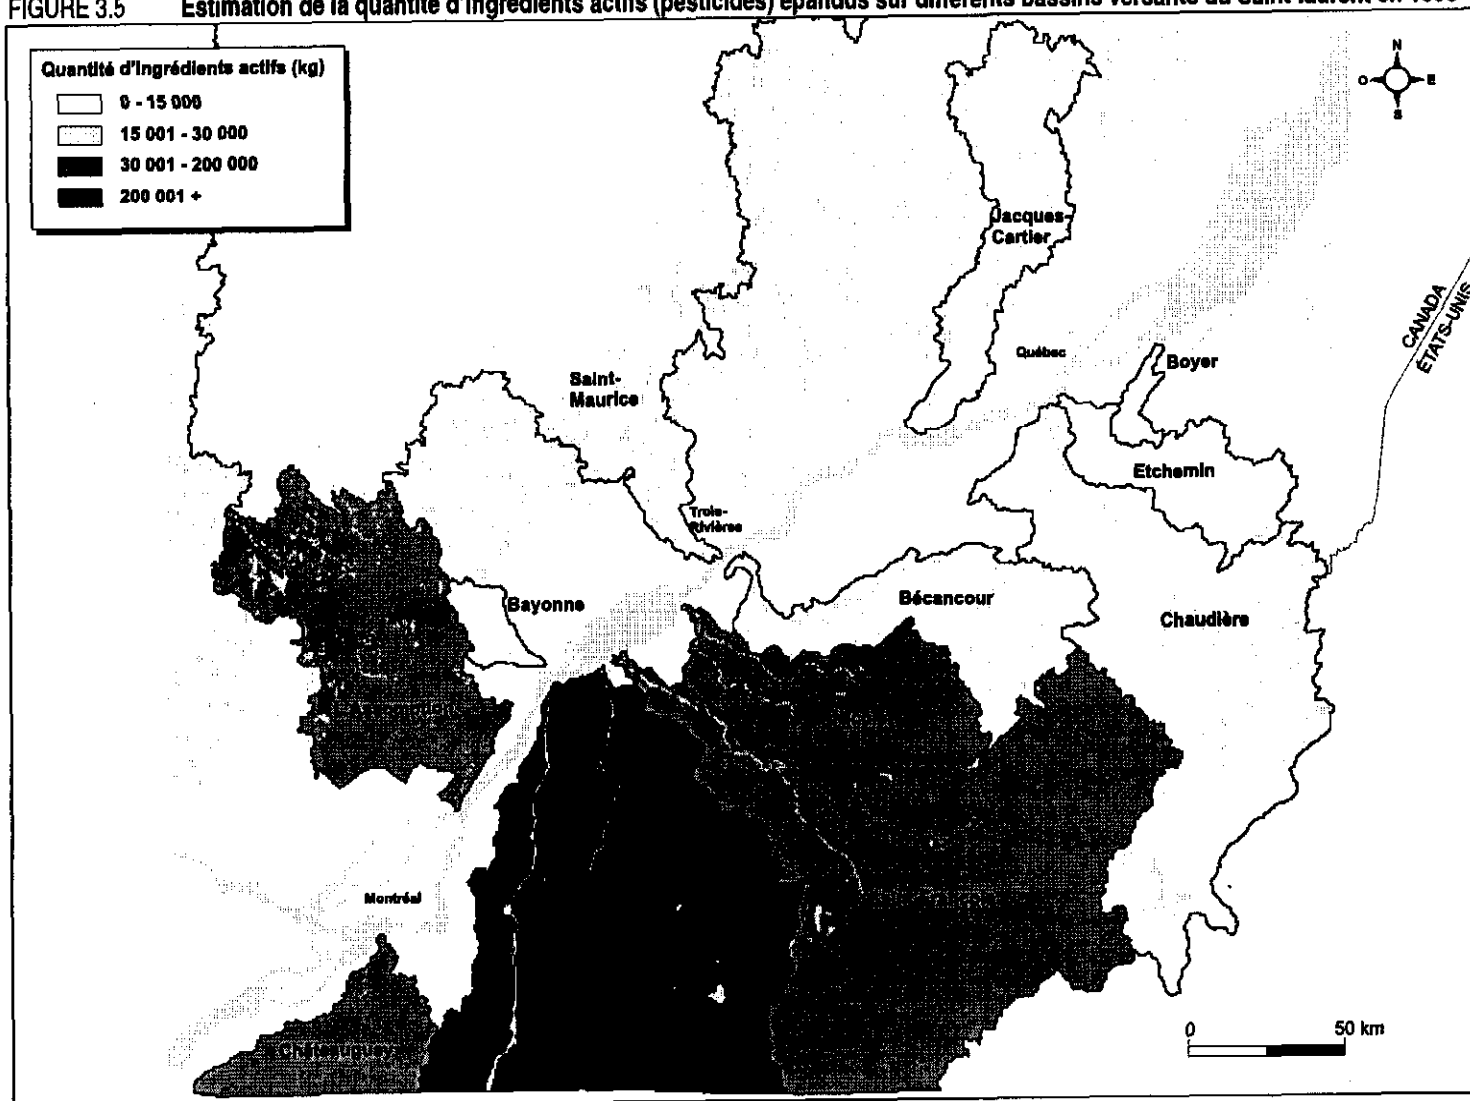 FIGURE 3.5 Estimation de la quantité d'ingrédients actifs (pesticides) épandus sur différents bassins versants du Saint-laurent en
Quantité d'ingrédients actifs (kg)
0 - 15 000
15 001 - 30 000
30 001 - 200 000
200 001 +
N
O E
S
Jacques-
Cartier
CANADA
ÉTATS-UNIS
Québec
Boyer
Saint-
Maurice
Etchemin
Trois-
Rivières
Bayonne
Bécancour
Chaudière
Montréal
Châteauguay
0 50 km